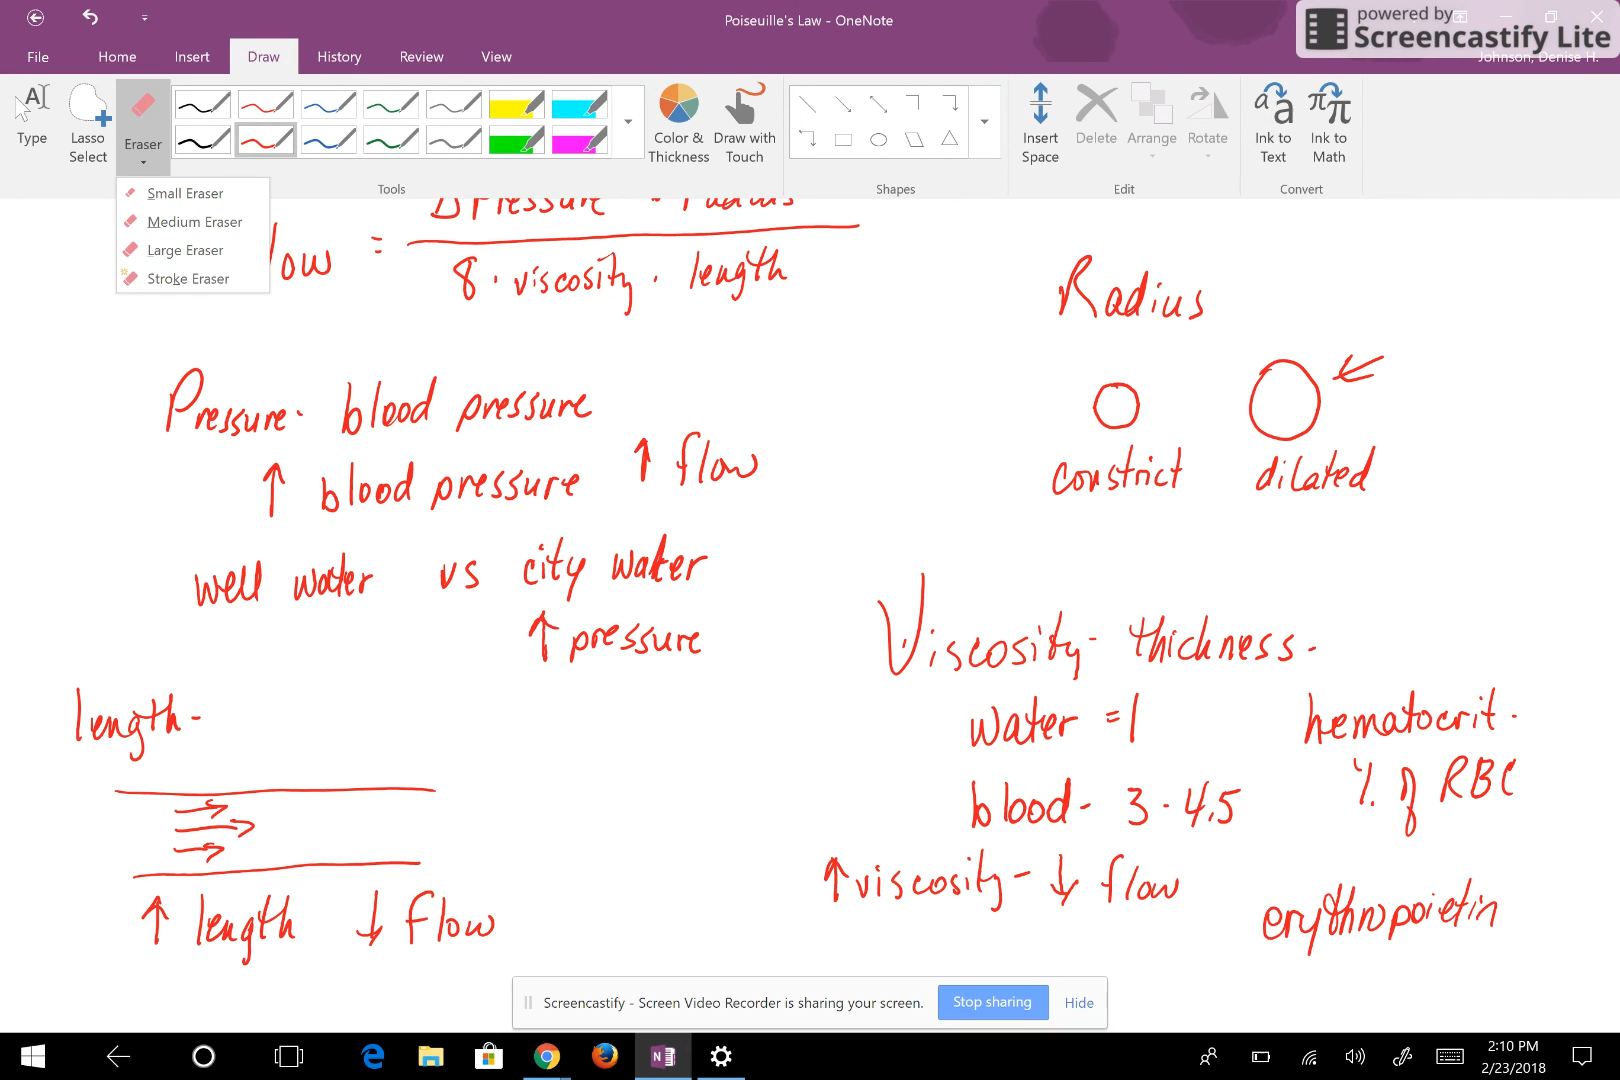 Poiseuille's Law - OneNote
powered by
Screencastify Lite
Johnson, Denise H.
File Home Insert Draw History Review View
Type
Lasso Select
Eraser
Color & Thickness
Draw with Touch
Insert Space
Delete
Arrange
Rotate
Ink to Text
Ink to Math
Tools
Shapes
Edit
Convert
Small Eraser
Medium Eraser
Large Eraser
Stroke Eraser
low = Δ Pressure · radius
8 · viscosity · length
Radius
constrict dilated
Pressure - blood pressure
↑ blood pressure ↑ flow
well water vs city water
↑ pressure
Viscosity - thickness.
water = 1
blood - 3 - 4.5
↑ viscosity - ↓ flow
hematocrit -
% of RBC
erythropoietin
length -
↑ length ↓ flow
Screencastify - Screen Video Recorder is sharing your screen.
Stop sharing
Hide
2:10 PM
2/23/2018